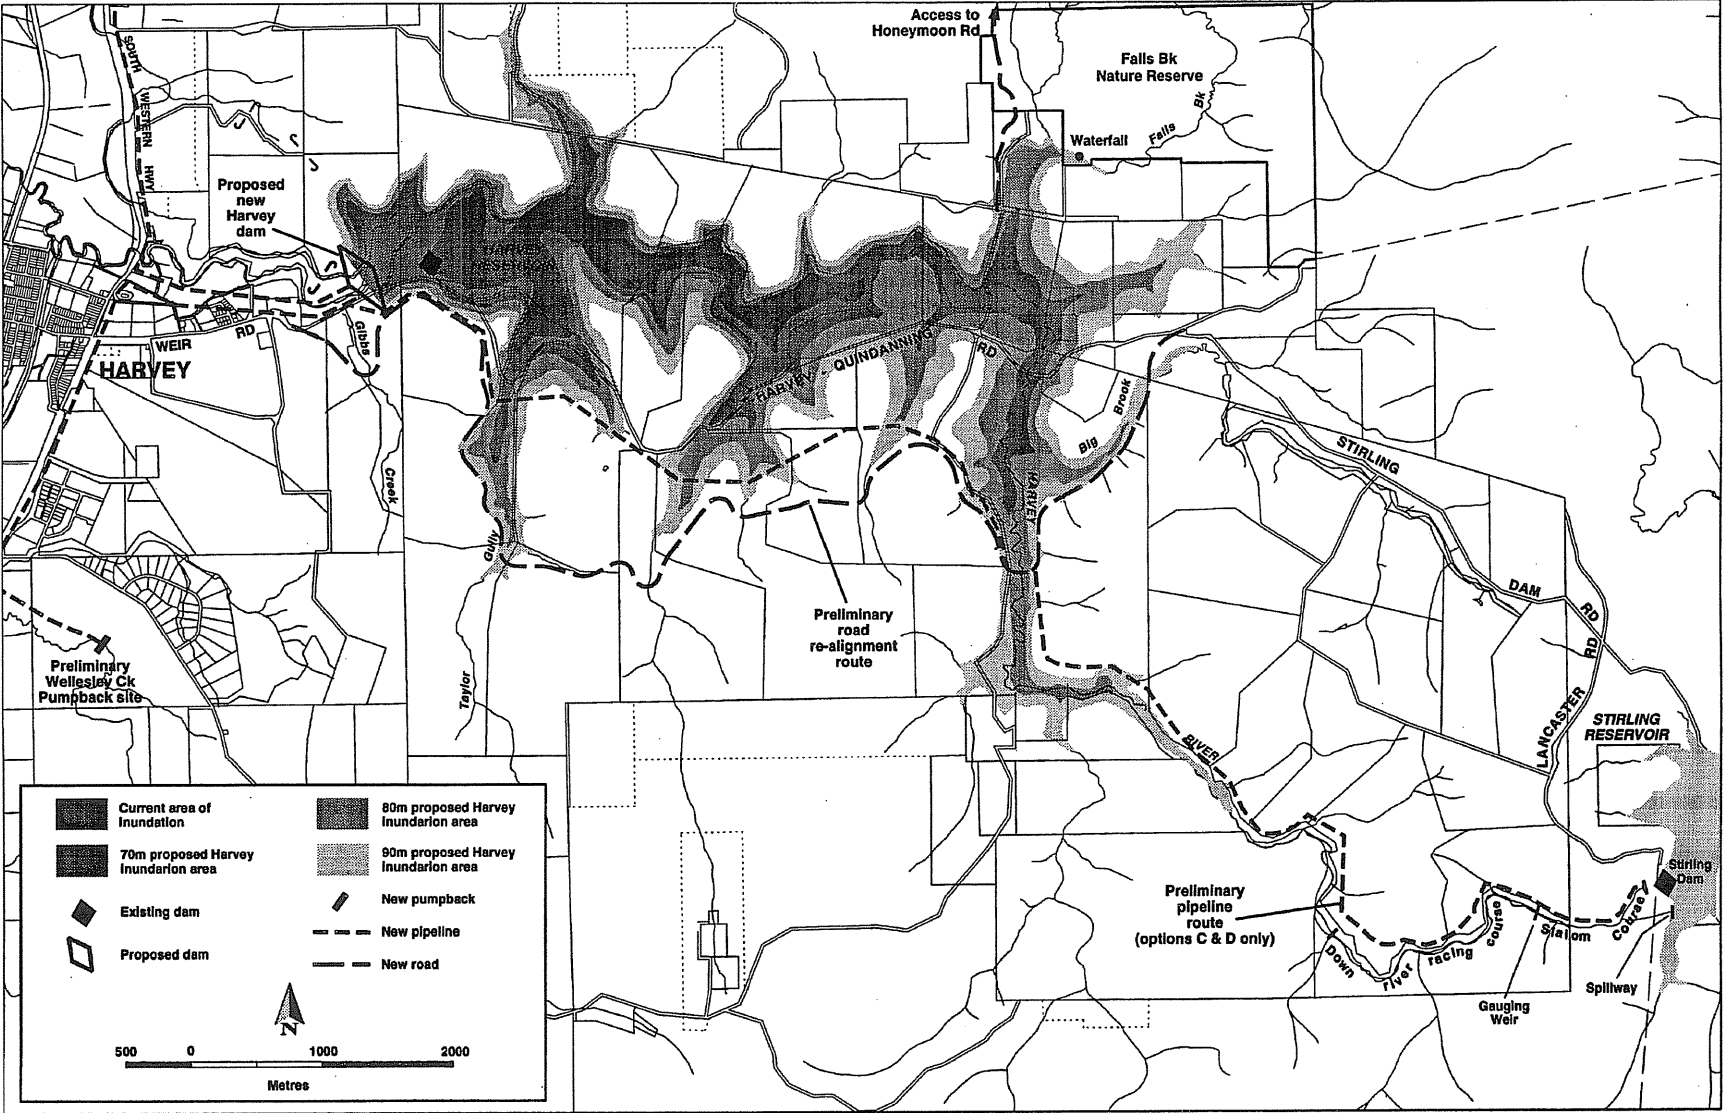 Access to
Honeymoon Rd
Falls Bk
Nature Reserve
Waterfall
Falls Bk
SOUTH WESTERN HWY
Proposed
new
Harvey
dam
HARVEY
RESERVOIR
WEIR RD
HARVEY
Gibbs Creek
HARVEY - QUINDANNING RD
Big Brook
HARVEY RIVER
STIRLING DAM RD
Gully
Taylor
Preliminary
road
re-alignment
route
Preliminary
Wellesley Ck
Pumpback site
LANCASTER RD
STIRLING
RESERVOIR
Stirling
Dam
Preliminary
pipeline
route
(options C & D only)
Down river racing course
Slalom Course
Gauging
Weir
Spillway
Current area of
Inundation
70m proposed Harvey
Inundarion area
80m proposed Harvey
Inundarion area
90m proposed Harvey
Inundarion area
Existing dam
Proposed dam
New pumpback
New pipeline
New road
N
500 0 1000 2000
Metres